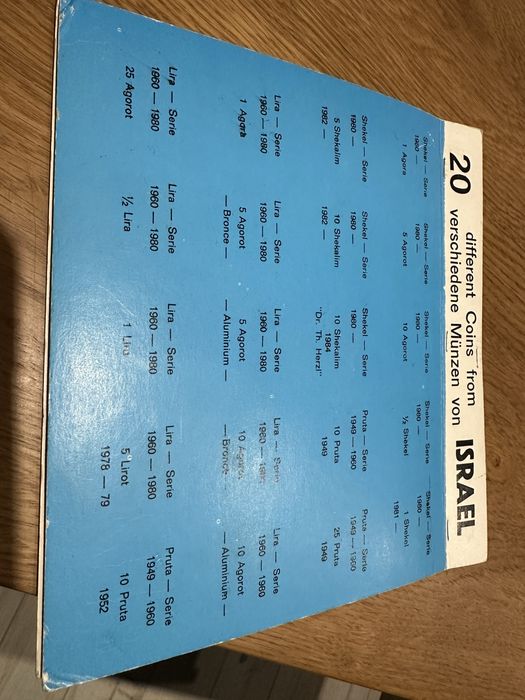 20 different Coins from
verschiedene Münzen von ISRAEL
Shekel — Serie
1980 —
1 Agora
Shekel — Serie
1980 —
5 Agorot
Shekel — Serie
1980 —
10 Agorot
Shekel — Serie
1980 —
½ Shekel
Shekel — Serie
1980 —
1 Shekel
1981 —
Shekel — Serie
1980 —
5 Shekalim
1982 —
Shekel — Serie
1980 —
10 Shekalim
1982 —
Shekel — Serie
1980 —
10 Shekalim
1984
"Dr. Th. Herzl"
Pruta — Serie
1949 — 1960
10 Pruta
1949
Pruta — Serie
1949 — 1960
25 Pruta
1949
Lira — Serie
1960 — 1980
1 Agora
Lira — Serie
1960 — 1980
5 Agorot
— Bronce —
Lira — Serie
1960 — 1980
5 Agorot
— Aluminium —
Lira — Serie
1960 — 1980
10 Agorot
— Bronce —
Lira — Serie
1960 — 1980
10 Agorot
— Aluminium —
Lira — Serie
1960 — 1980
25 Agorot
Lira — Serie
1960 — 1980
½ Lira
Lira — Serie
1960 — 1980
1 Lira
Lira — Serie
1960 — 1980
5 Lirot
1978 — 79
Pruta — Serie
1949 — 1960
10 Pruta
1952